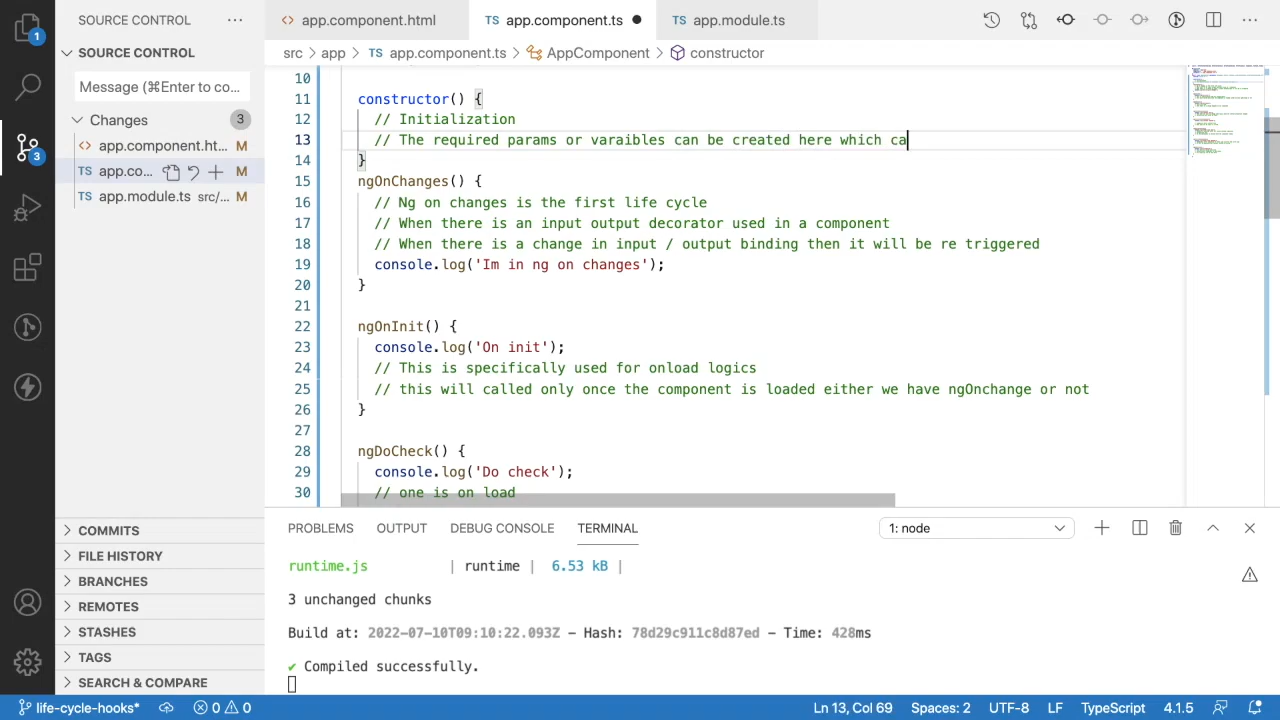 SOURCE CONTROL
app.component.html
TS app.component.ts
TS app.module.ts
SOURCE CONTROL
src > app > TS app.component.ts > AppComponent > constructor
1
Message (⌘Enter to co...
Changes 3
app.component.ht... M
TS app.co... M
TS app.module.ts src/... M
3
10
11 constructor() {
12 // Initialization
13 // The required params or varaibles can be created here which ca
14 }
15 ngOnChanges() {
16 // Ng on changes is the first life cycle
17 // When there is an input output decorator used in a component
18 // When there is a change in input / output binding then it will be re triggered
19 console.log('Im in ng on changes');
20 }
21
22 ngOnInit() {
23 console.log('On init');
24 // This is specifically used for onload logics
25 // this will called only once the component is loaded either we have ngOnchange or not
26 }
27
28 ngDoCheck() {
29 console.log('Do check');
30 // one is on load
COMMITS
FILE HISTORY
BRANCHES
REMOTES
STASHES
TAGS
SEARCH & COMPARE
PROBLEMS OUTPUT DEBUG CONSOLE TERMINAL 1: node
runtime.js | runtime | 6.53 kB |
3 unchanged chunks
Build at: 2022-07-10T09:10:22.093Z - Hash: 78d29c911c8d87ed - Time: 428ms
✔ Compiled successfully.
life-cycle-hooks* 0 0 Ln 13, Col 69 Spaces: 2 UTF-8 LF TypeScript 4.1.5